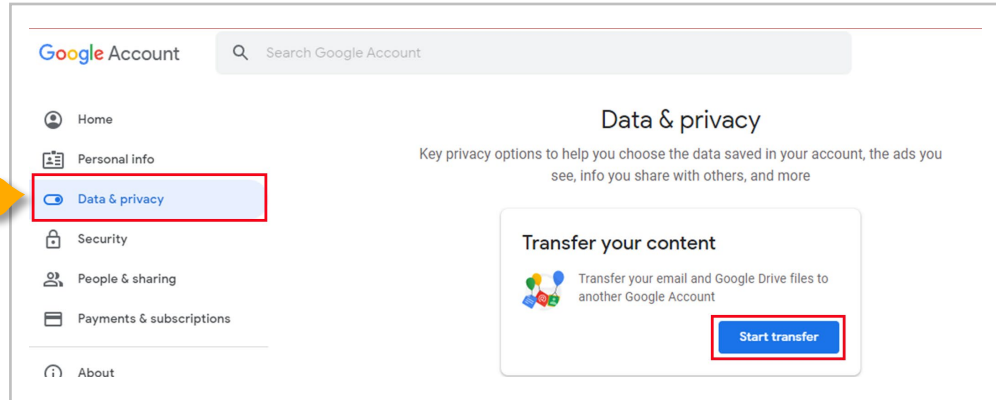 Google Account
Search Google Account
Home
Personal info
Data & privacy
Security
People & sharing
Payments & subscriptions
About
Data & privacy
Key privacy options to help you choose the data saved in your account, the ads you
see, info you share with others, and more
Transfer your content
Transfer your email and Google Drive files to
another Google Account
Start transfer